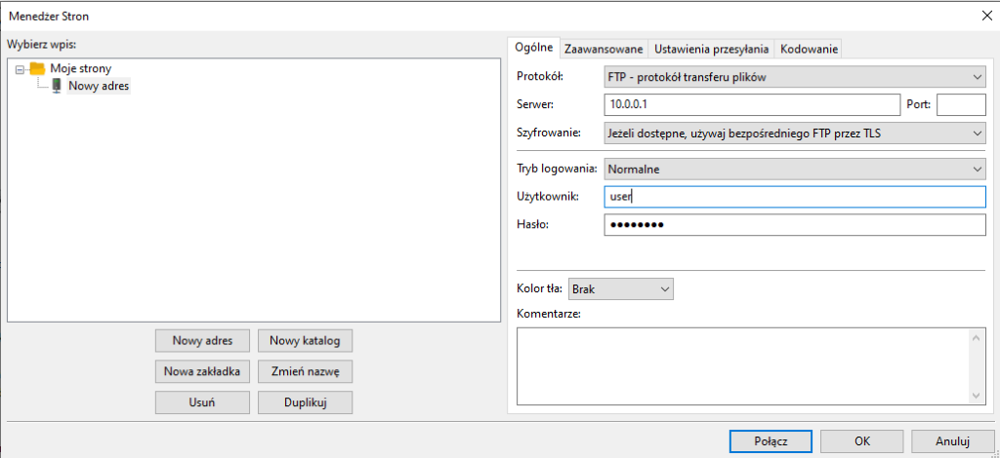 Menedżer Stron
Wybierz wpis:
Moje strony
Nowy adres
Nowy adres
Nowy katalog
Nowa zakładka
Zmień nazwę
Usuń
Duplikuj
Ogólne
Zaawansowane
Ustawienia przesyłania
Kodowanie
Protokół:
FTP - protokół transferu plików
Serwer:
10.0.0.1
Port:
Szyfrowanie:
Jeżeli dostępne, używaj bezpośredniego FTP przez TLS
Tryb logowania:
Normalne
Użytkownik:
user
Hasło:
●●●●●●●●
Kolor tła:
Brak
Komentarze:
Połącz
OK
Anuluj